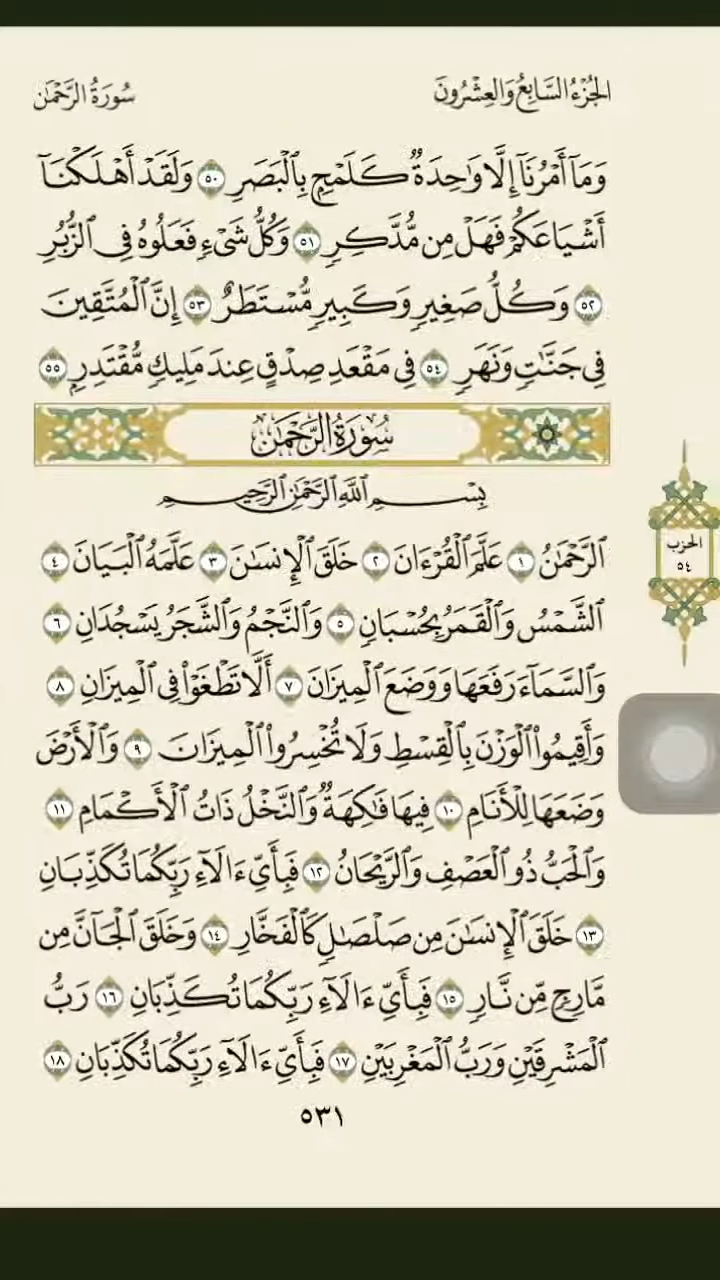 الجُزْءُ السَّابِعُ وَالعِشْرُونَ
سُورَةُ الرَّحْمَٰن
وَمَآ أَمْرُنَآ إِلَّا وَٰحِدَةٌ كَلَمْحٍۭ بِٱلْبَصَرِ ٥٠ وَلَقَدْ أَهْلَكْنَآ
أَشْيَاعَكُمْ فَهَلْ مِن مُّدَّكِرٍ ٥١ وَكُلُّ شَىْءٍ فَعَلُوهُ فِى ٱلزُّبُرِ
٥٢ وَكُلُّ صَغِيرٍ وَكَبِيرٍ مُّسْتَطَرٌ ٥٣ إِنَّ ٱلْمُتَّقِينَ
فِى جَنَّٰتٍ وَنَهَرٍ ٥٤ فِى مَقْعَدِ صِدْقٍ عِندَ مَلِيكٍ مُّقْتَدِرٍۭ ٥٥
سُورَةُ الرَّحْمَٰن
بِسْمِ ٱللَّهِ ٱلرَّحْمَٰنِ ٱلرَّحِيمِ
ٱلرَّحْمَٰنُ ١ عَلَّمَ ٱلْقُرْءَانَ ٢ خَلَقَ ٱلْإِنسَٰنَ ٣ عَلَّمَهُ ٱلْبَيَانَ ٤
ٱلشَّمْسُ وَٱلْقَمَرُ بِحُسْبَانٍ ٥ وَٱلنَّجْمُ وَٱلشَّجَرُ يَسْجُدَانِ ٦
وَٱلسَّمَآءَ رَفَعَهَا وَوَضَعَ ٱلْمِيزَانَ ٧ أَلَّا تَطْغَوْا۟ فِى ٱلْمِيزَانِ ٨
وَأَقِيمُوا۟ ٱلْوَزْنَ بِٱلْقِسْطِ وَلَا تُخْسِرُوا۟ ٱلْمِيزَانَ ٩ وَٱلْأَرْضَ
وَضَعَهَا لِلْأَنَامِ ١٠ فِيهَا فَٰكِهَةٌ وَٱلنَّخْلُ ذَاتُ ٱلْأَكْمَامِ ١١
وَٱلْحَبُّ ذُو ٱلْعَصْفِ وَٱلرَّيْحَانُ ١٢ فَبِأَىِّ ءَالَآءِ رَبِّكُمَا تُكَذِّبَانِ
١٣ خَلَقَ ٱلْإِنسَٰنَ مِن صَلْصَٰلٍ كَٱلْفَخَّارِ ١٤ وَخَلَقَ ٱلْجَآنَّ مِن
مَّارِجٍ مِّن نَّارٍ ١٥ فَبِأَىِّ ءَالَآءِ رَبِّكُمَا تُكَذِّبَانِ ١٦ رَبُّ
ٱلْمَشْرِقَيْنِ وَرَبُّ ٱلْمَغْرِبَيْنِ ١٧ فَبِأَىِّ ءَالَآءِ رَبِّكُمَا تُكَذِّبَانِ ١٨
الحزب
٥٤
٥٣١